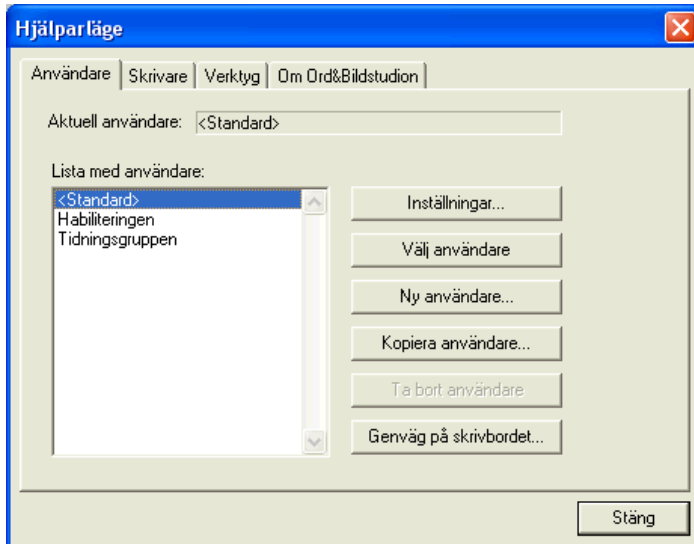 Hjälparläge
Användare Skrivare Verktyg Om Ord&Bildstudion
Aktuell användare: <Standard>
Lista med användare:
<Standard>
Habiliteringen
Tidningsgruppen
Inställningar...
Välj användare
Ny användare...
Kopiera användare...
Ta bort användare
Genväg på skrivbordet...
Stäng